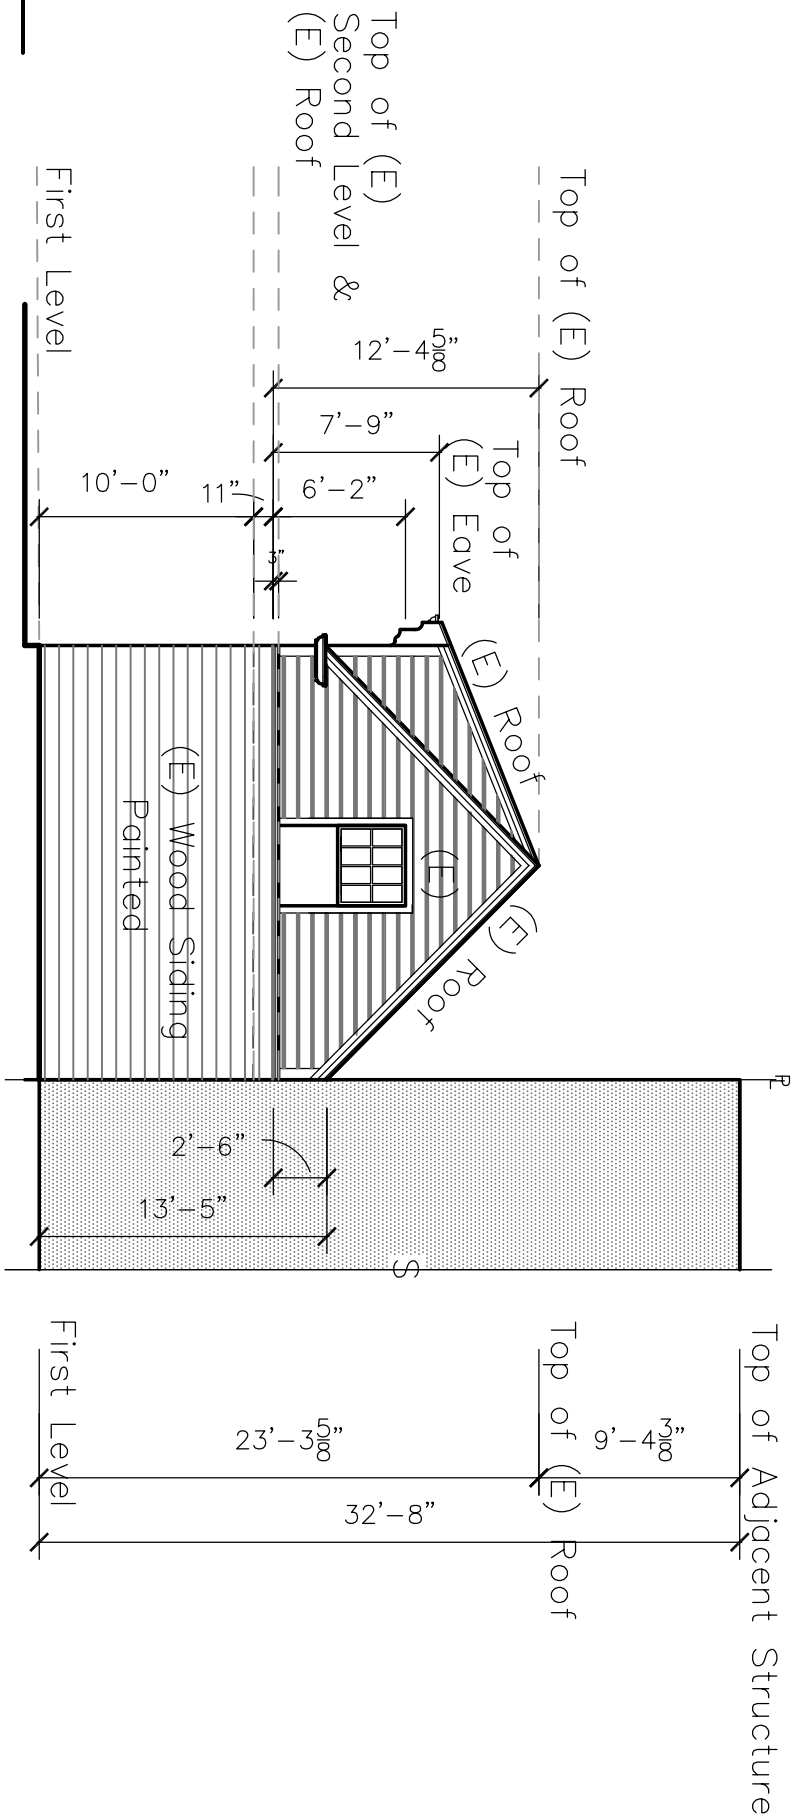 Top of (E)
Second Level &
(E) Roof
First Level
Top of (E) Roof
12'-4 5/8"
7'-9"
Top of
(E) Eave
10'-0"
11"
6'-2"
3"
(E) Roof
(E)
(E) Roof
(E) Wood Siding
Painted
PL
2'-6"
13'-5"
S
Top of Adjacent Structure
Top of (E) Roof
First Level
9'-4 3/8"
23'-3 5/8"
32'-8"